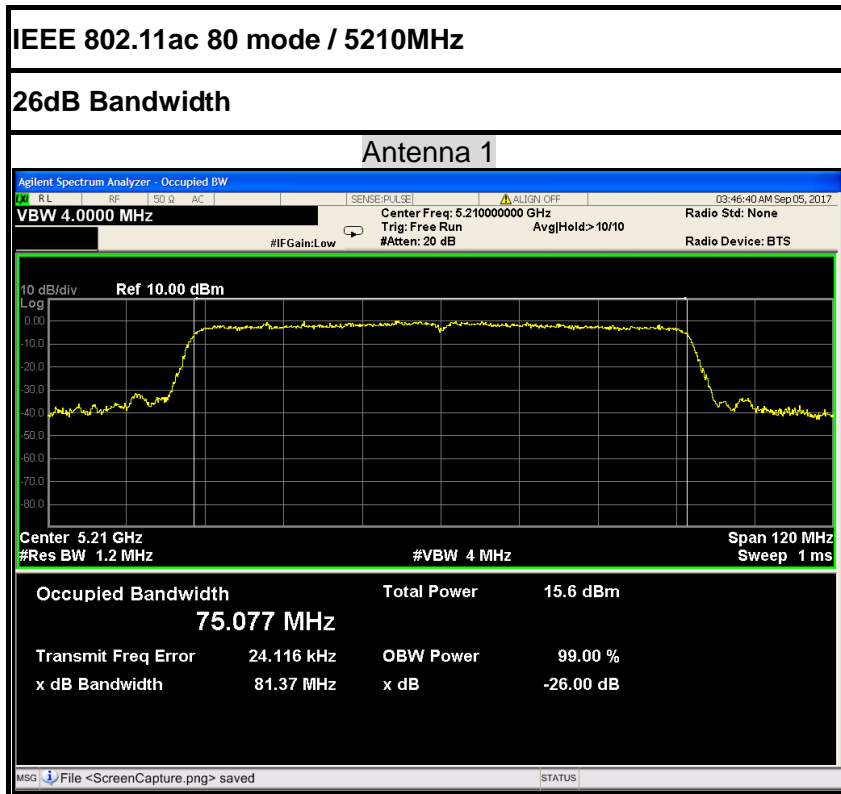 IEEE 802.11ac 80 mode / 5210MHz
26dB Bandwidth
Antenna 1
Agilent Spectrum Analyzer - Occupied BW
LXI RL RF 50 Ω AC SENSE:PULSE ALIGN OFF 03:46:40 AM Sep 05, 2017
VBW 4.0000 MHz Center Freq: 5.210000000 GHz Radio Std: None
Trig: Free Run Avg|Hold:>10/10
#IFGain:Low #Atten: 20 dB Radio Device: BTS
10 dB/div Ref 10.00 dBm
Log
0.00
-10.0
-20.0
-30.0
-40.0
-50.0
-60.0
-70.0
-80.0
Center 5.21 GHz Span 120 MHz
#Res BW 1.2 MHz #VBW 4 MHz Sweep 1 ms
Occupied Bandwidth Total Power 15.6 dBm
75.077 MHz
Transmit Freq Error 24.116 kHz OBW Power 99.00 %
x dB Bandwidth 81.37 MHz x dB -26.00 dB
MSG File <ScreenCapture.png> saved STATUS